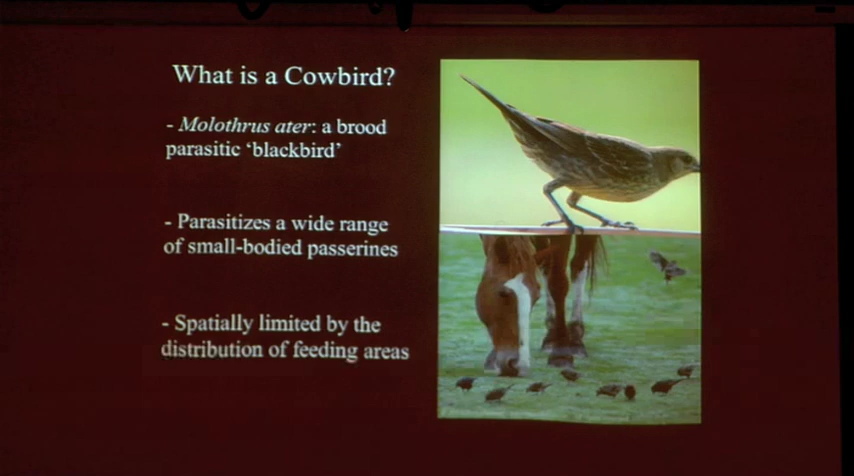 What is a Cowbird?
- Molothrus ater: a brood
parasitic ‘blackbird’
- Parasitizes a wide range
of small-bodied passerines
- Spatially limited by the
distribution of feeding areas